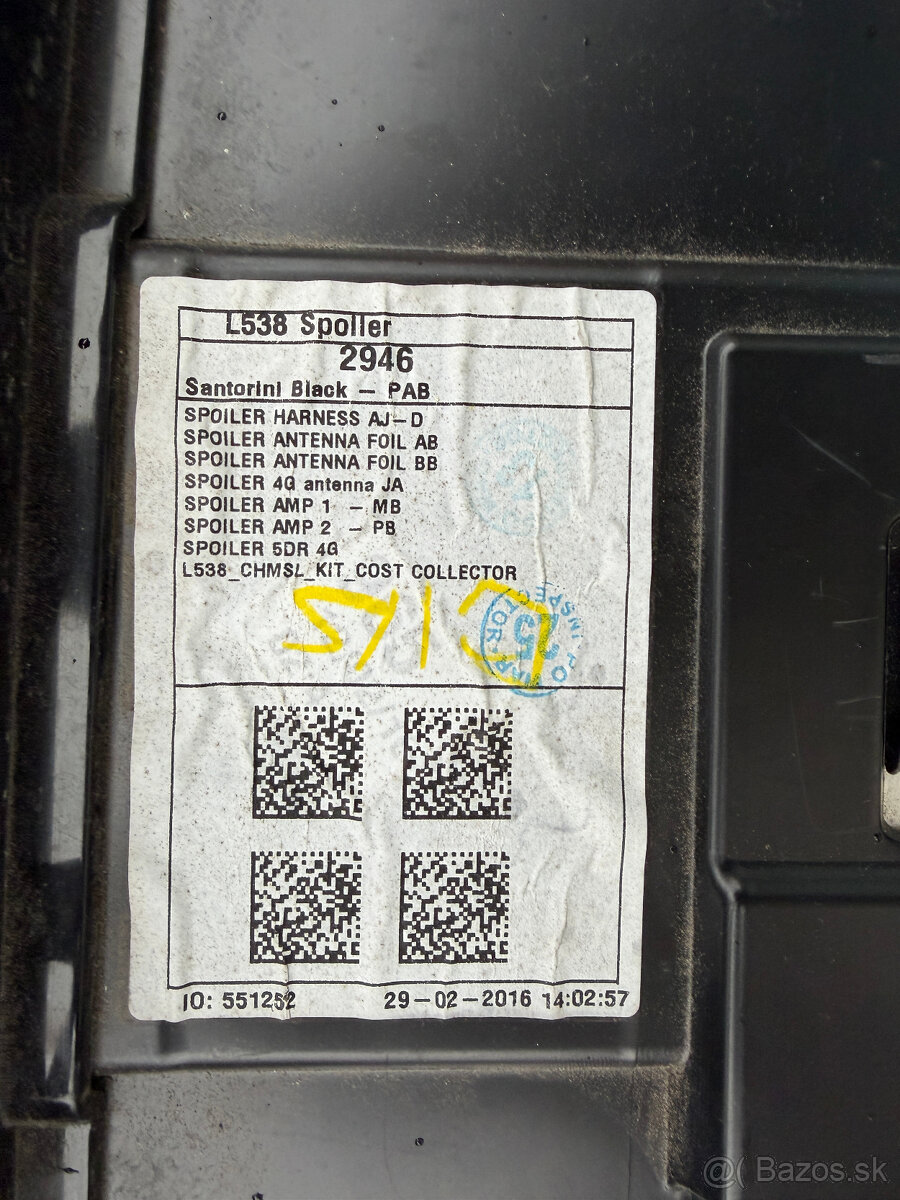 L538 Spoiler
2946
Santorini Black - PAB
SPOILER HARNESS AJ-D
SPOILER ANTENNA FOIL AB
SPOILER ANTENNA FOIL BB
SPOILER 4G antenna JA
SPOILER AMP 1 - MB
SPOILER AMP 2 - PB
SPOILER 5DR 4G
L538_CHMSL_KIT_COST COLLECTOR
INSPECTOR
IO: 551252 29-02-2016 14:02:57
@( Bazos.sk